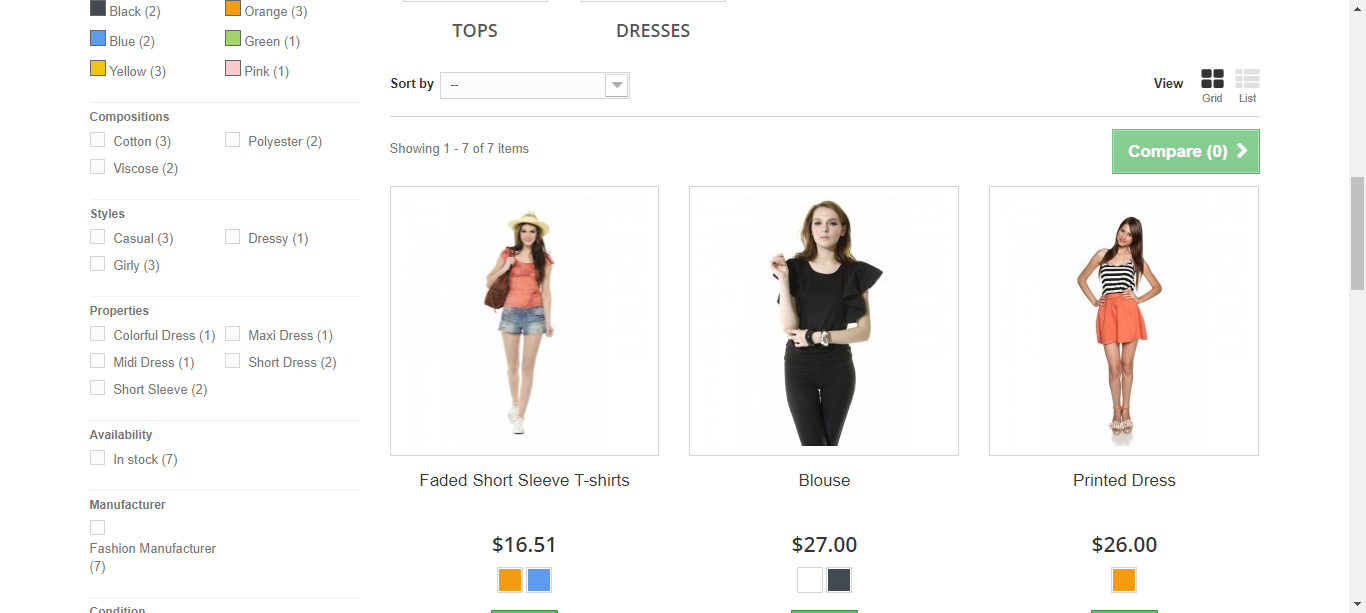 Black (2)
Orange (3)
Blue (2)
Green (1)
Yellow (3)
Pink (1)
Compositions
Cotton (3)
Polyester (2)
Viscose (2)
Styles
Casual (3)
Dressy (1)
Girly (3)
Properties
Colorful Dress (1)
Maxi Dress (1)
Midi Dress (1)
Short Dress (2)
Short Sleeve (2)
Availability
In stock (7)
Manufacturer
Fashion Manufacturer
(7)
Condition
TOPS
DRESSES
Sort by
--
View
Grid
List
Showing 1 - 7 of 7 items
Compare (0)
Faded Short Sleeve T-shirts
$16.51
Blouse
$27.00
Printed Dress
$26.00